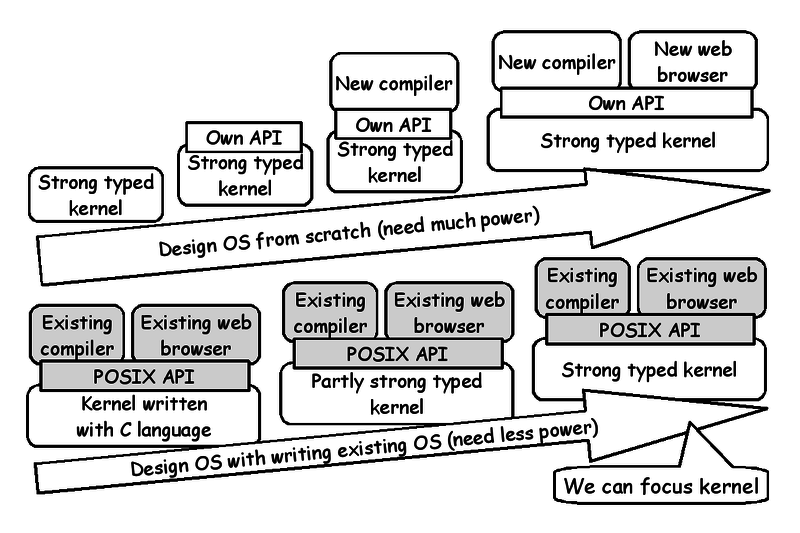 Strong typed
kernel
Own API
Strong typed
kernel
New compiler
Own API
Strong typed
kernel
New compiler
New web
browser
Own API
Strong typed kernel
Design OS from scratch (need much power)
Existing
compiler
Existing web
browser
POSIX API
Kernel written
with C language
Existing
compiler
Existing web
browser
POSIX API
Partly strong typed
kernel
Existing
compiler
Existing web
browser
POSIX API
Strong typed kernel
Design OS with writing existing OS (need less power)
We can focus kernel